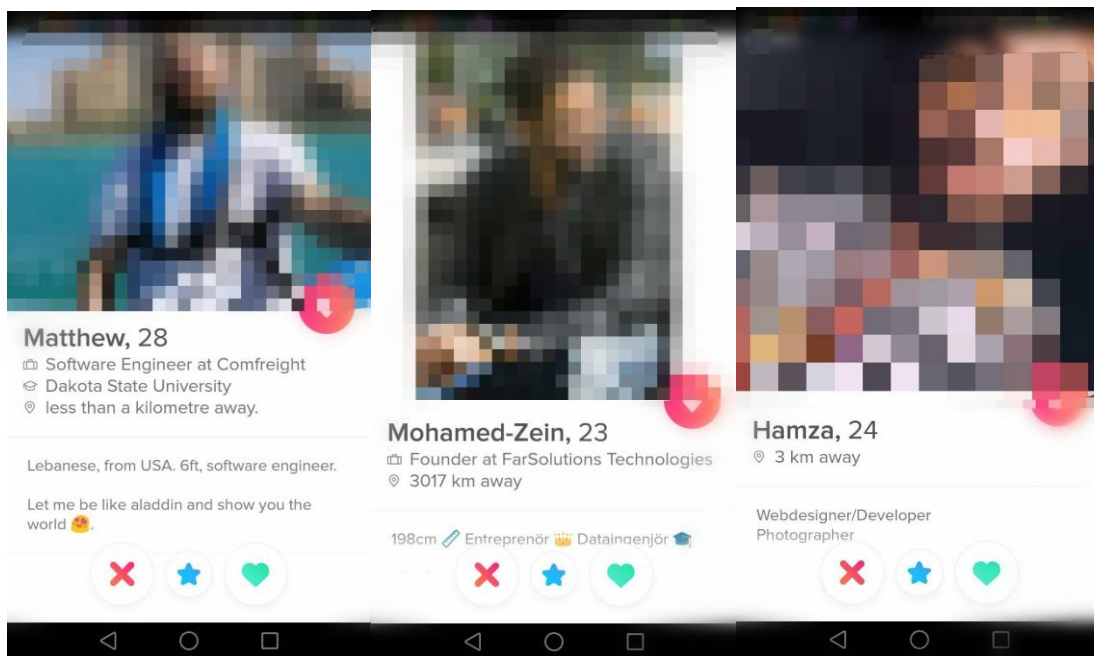 Matthew, 28
Software Engineer at Comfreight
Dakota State University
less than a kilometre away.
Lebanese, from USA. 6ft, software engineer.
Let me be like aladdin and show you the
world 😍.
Mohamed-Zein, 23
Founder at FarSolutions Technologies
3017 km away
198cm 📏 Entreprenör 👑 Dataingenjör 🎓
Hamza, 24
3 km away
Webdesigner/Developer
Photographer